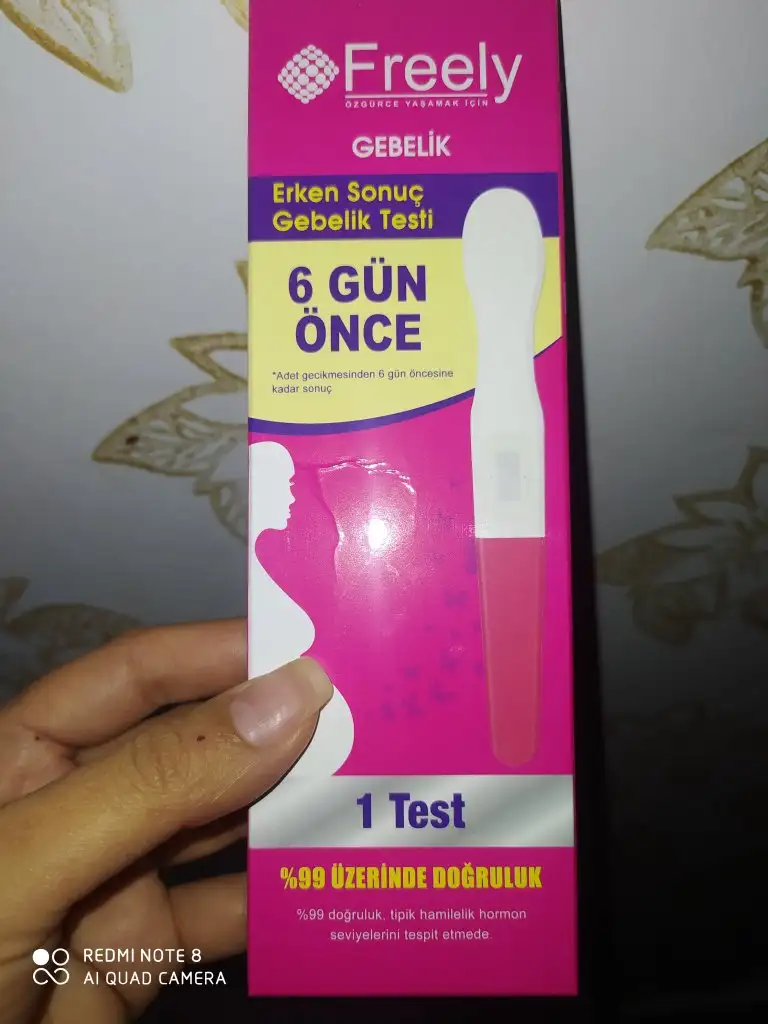 Freely
ÖZGÜRCE YAŞAMAK İÇİN
GEBELİK
Erken Sonuç
Gebelik Testi
6 GÜN
ÖNCE
*Adet gecikmesinden 6 gün öncesine
kadar sonuç
1 Test
%99 ÜZERİNDE DOĞRULUK
%99 doğruluk, tipik hamilelik hormon
seviyelerini tespit etmede.
REDMI NOTE 8
AI QUAD CAMERA